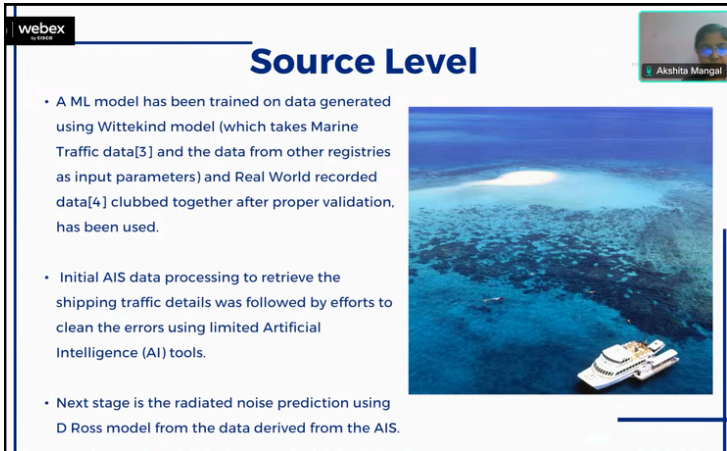 webex
by CISCO
Source Level
Akshita Mangal
• A ML model has been trained on data generated
using Wittekind model (which takes Marine
Traffic data[3] and the data from other registries
as input parameters) and Real World recorded
data[4] clubbed together after proper validation,
has been used.
• Initial AIS data processing to retrieve the
shipping traffic details was followed by efforts to
clean the errors using limited Artificial
Intelligence (AI) tools.
• Next stage is the radiated noise prediction using
D Ross model from the data derived from the AIS.